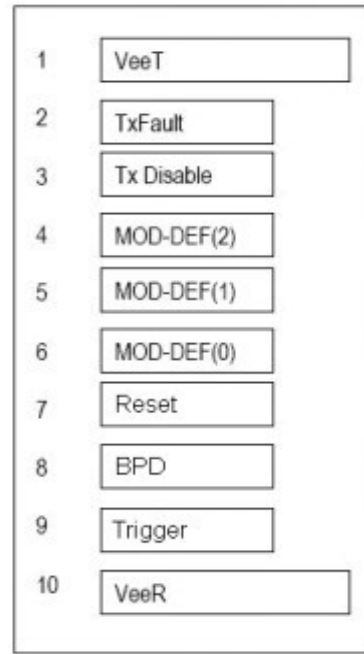 1 VeeT
2 TxFault
3 Tx Disable
4 MOD-DEF(2)
5 MOD-DEF(1)
6 MOD-DEF(0)
7 Reset
8 BPD
9 Trigger
10 VeeR